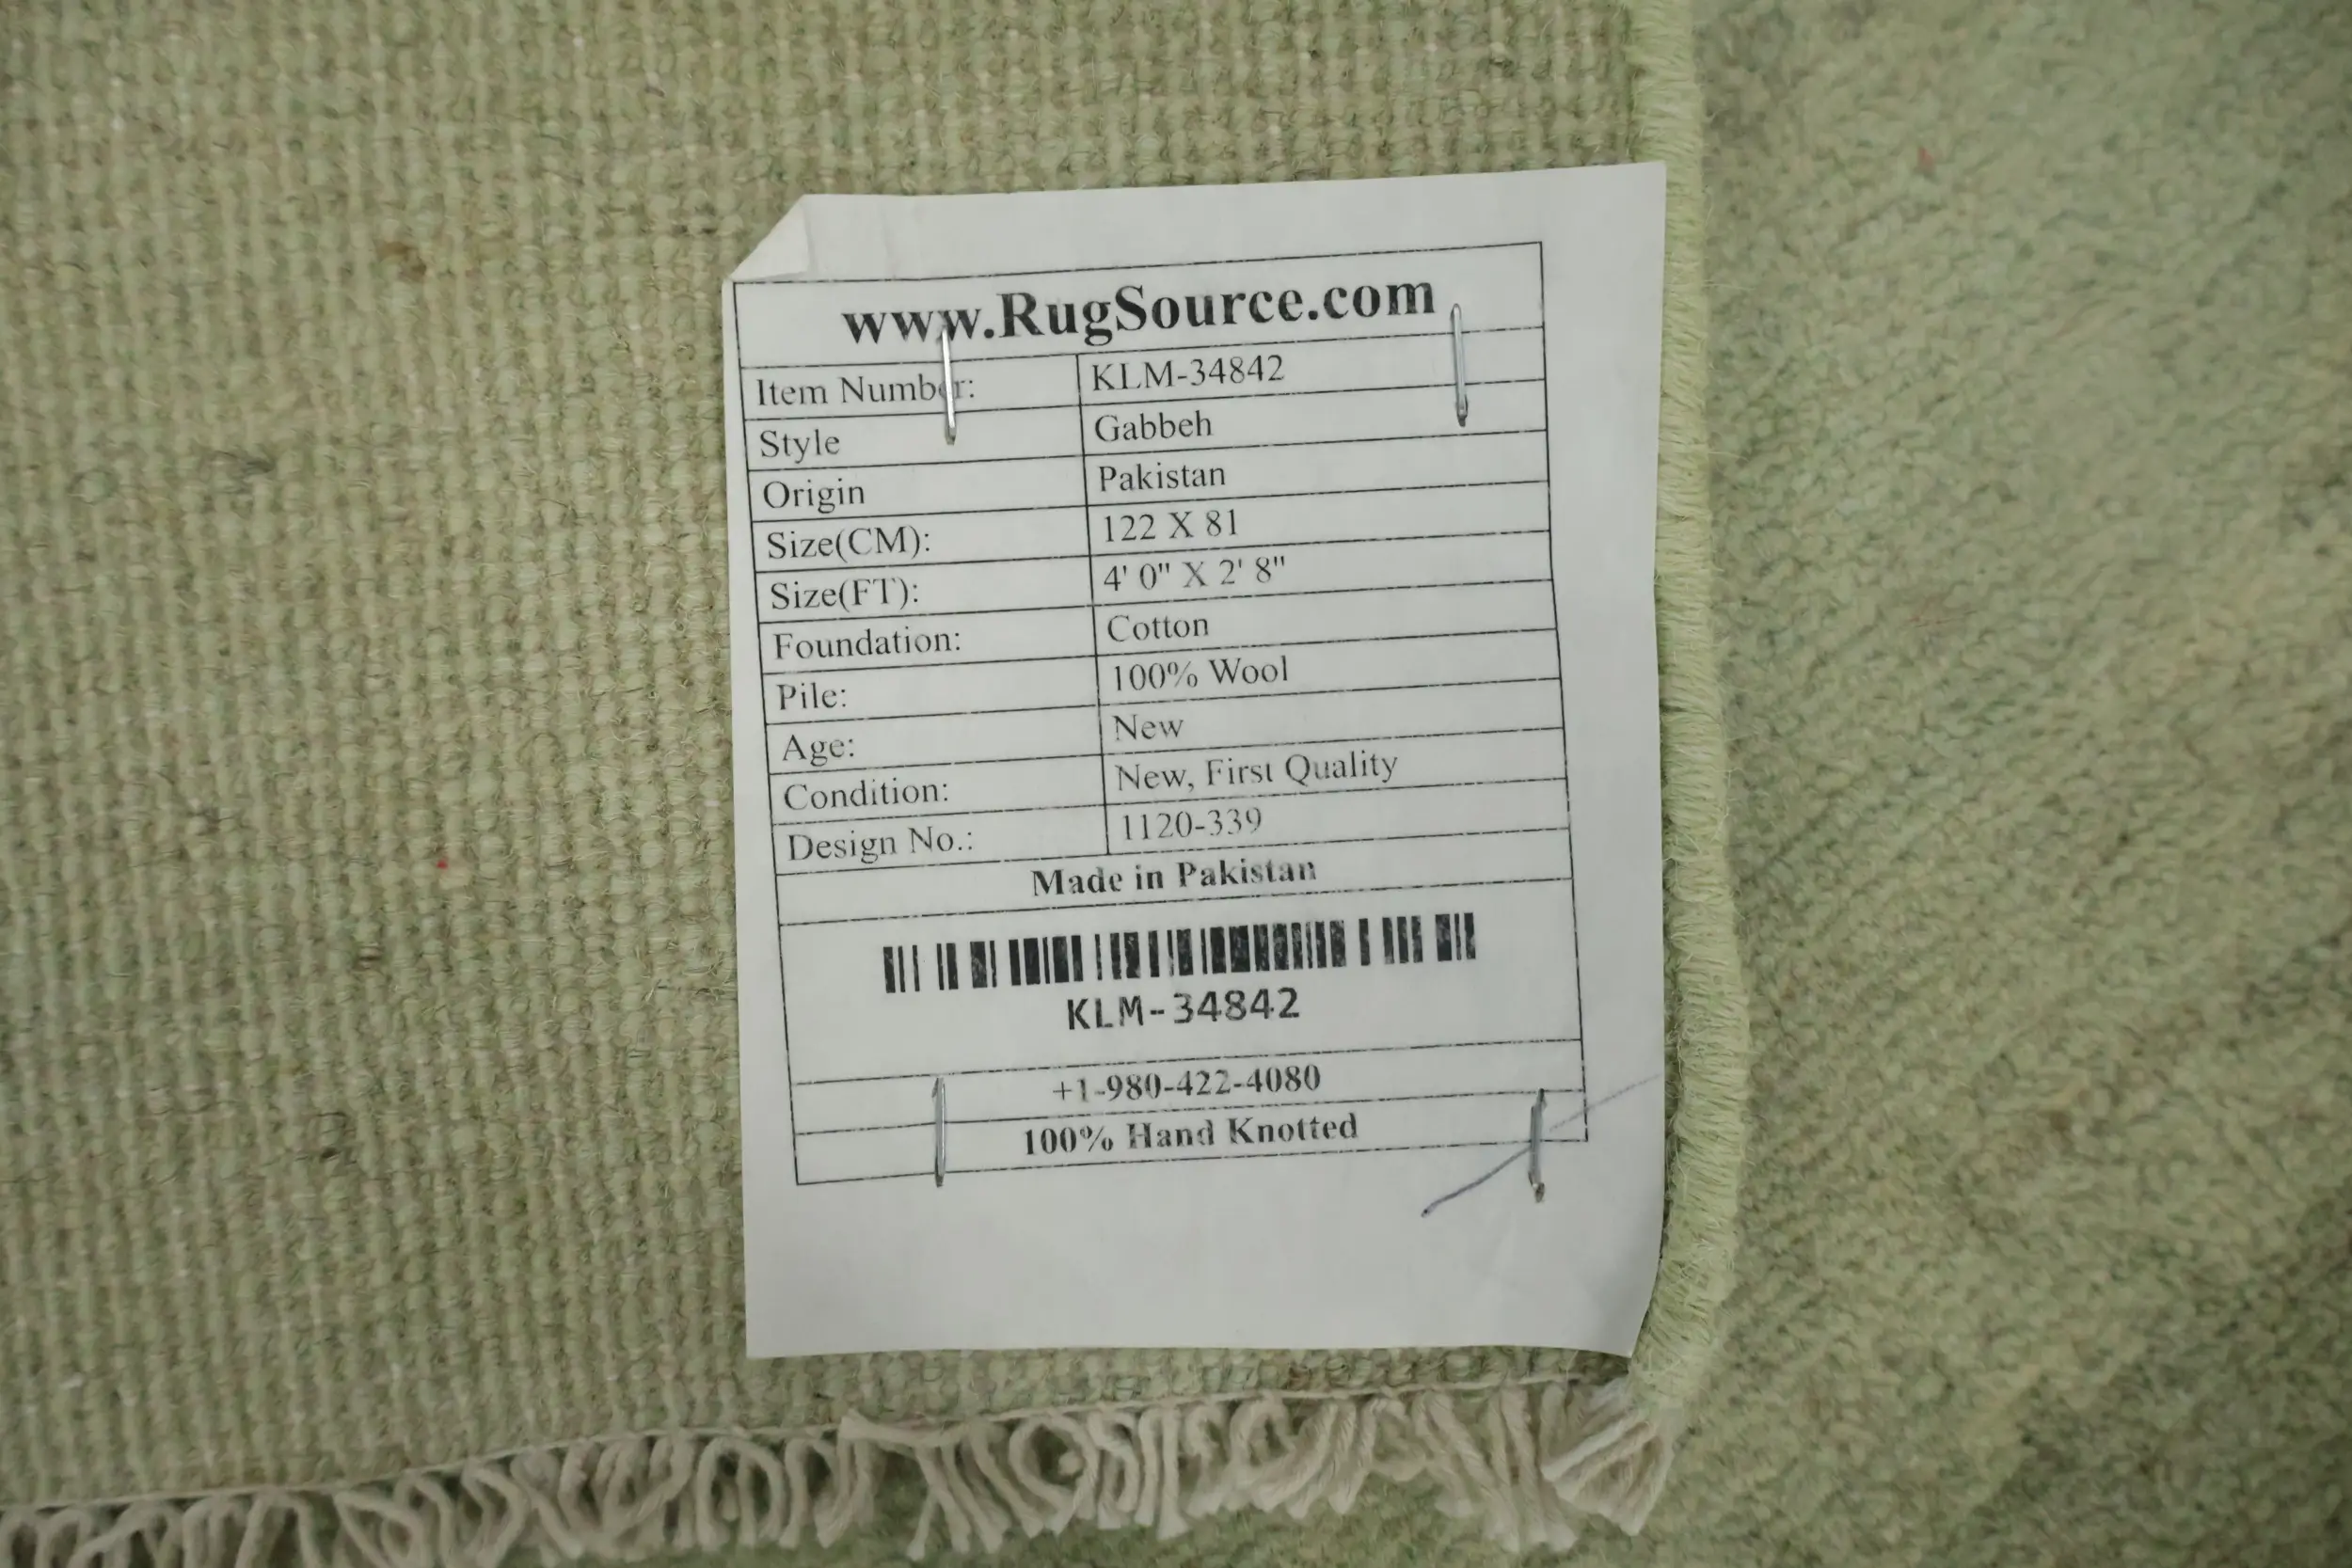 www.RugSource.com
Item Number: KLM-34842
Style Gabbeh
Origin Pakistan
Size(CM): 122 X 81
Size(FT): 4' 0" X 2' 8"
Foundation: Cotton
Pile: 100% Wool
Age: New
Condition: New, First Quality
Design No.: 1120-339
Made in Pakistan
KLM-34842
+1-980-422-4080
100% Hand Knotted